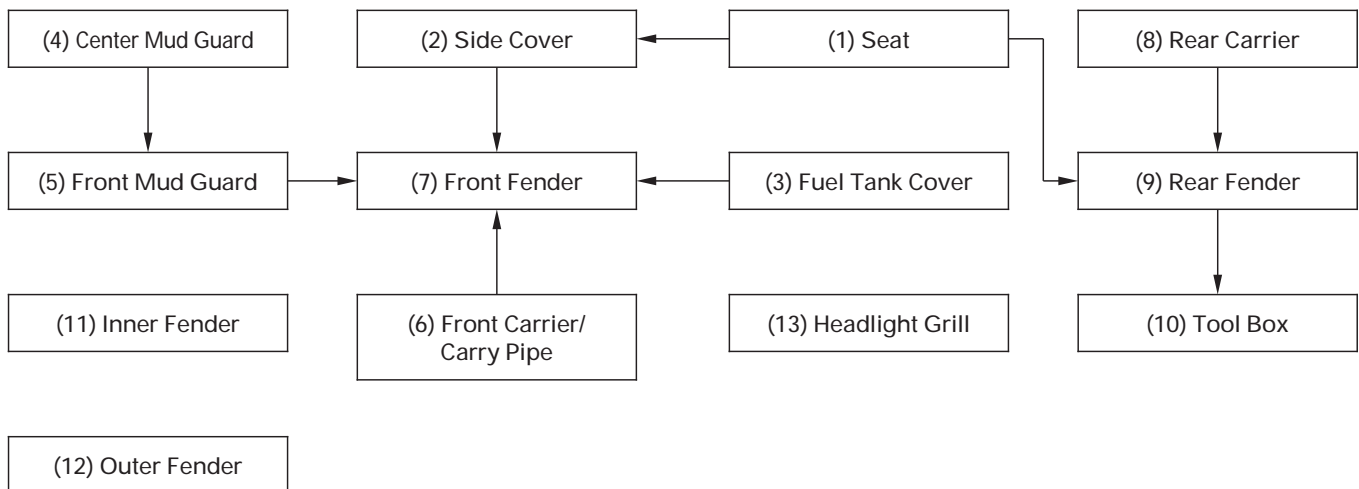 (4) Center Mud Guard
(2) Side Cover
(1) Seat
(8) Rear Carrier
(5) Front Mud Guard
(7) Front Fender
(3) Fuel Tank Cover
(9) Rear Fender
(11) Inner Fender
(6) Front Carrier/
Carry Pipe
(13) Headlight Grill
(10) Tool Box
(12) Outer Fender